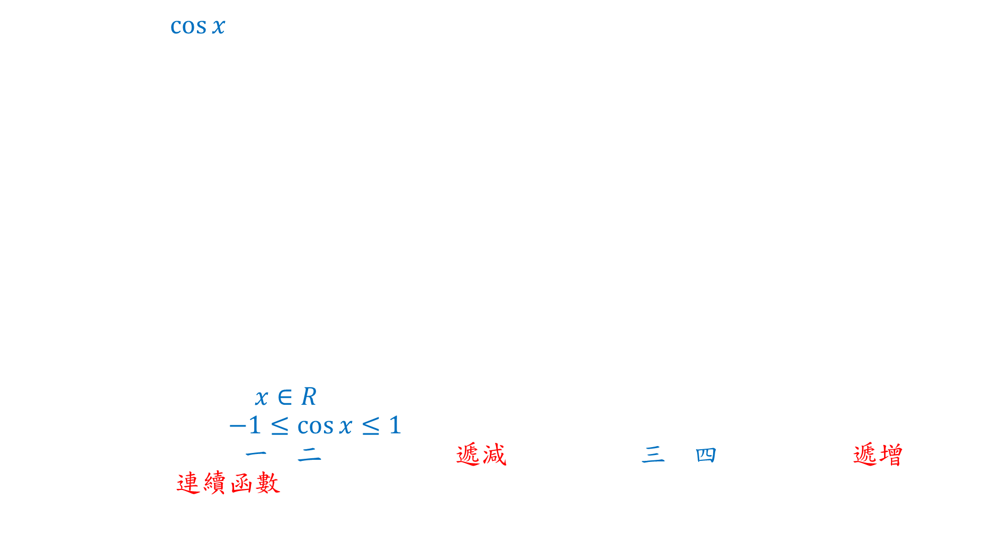 cos x
x ∈ R
−1 ≤ cos x ≤ 1
一 二 遞減 三 四 遞增
連續函數